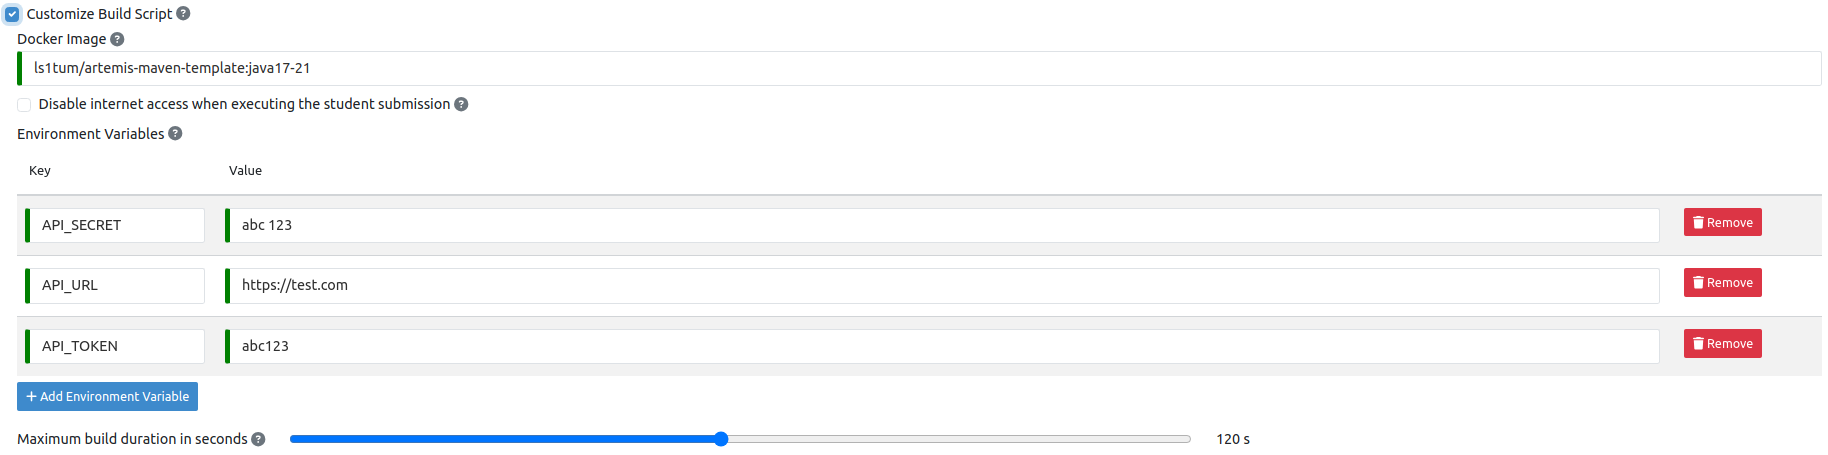 Customize Build Script ?
Docker Image ?
ls1tum/artemis-maven-template:java17-21
Disable internet access when executing the student submission ?
Environment Variables ?
Key Value
API_SECRET abc 123 Remove
API_URL https://test.com Remove
API_TOKEN abc123 Remove
+ Add Environment Variable
Maximum build duration in seconds ? 120 s